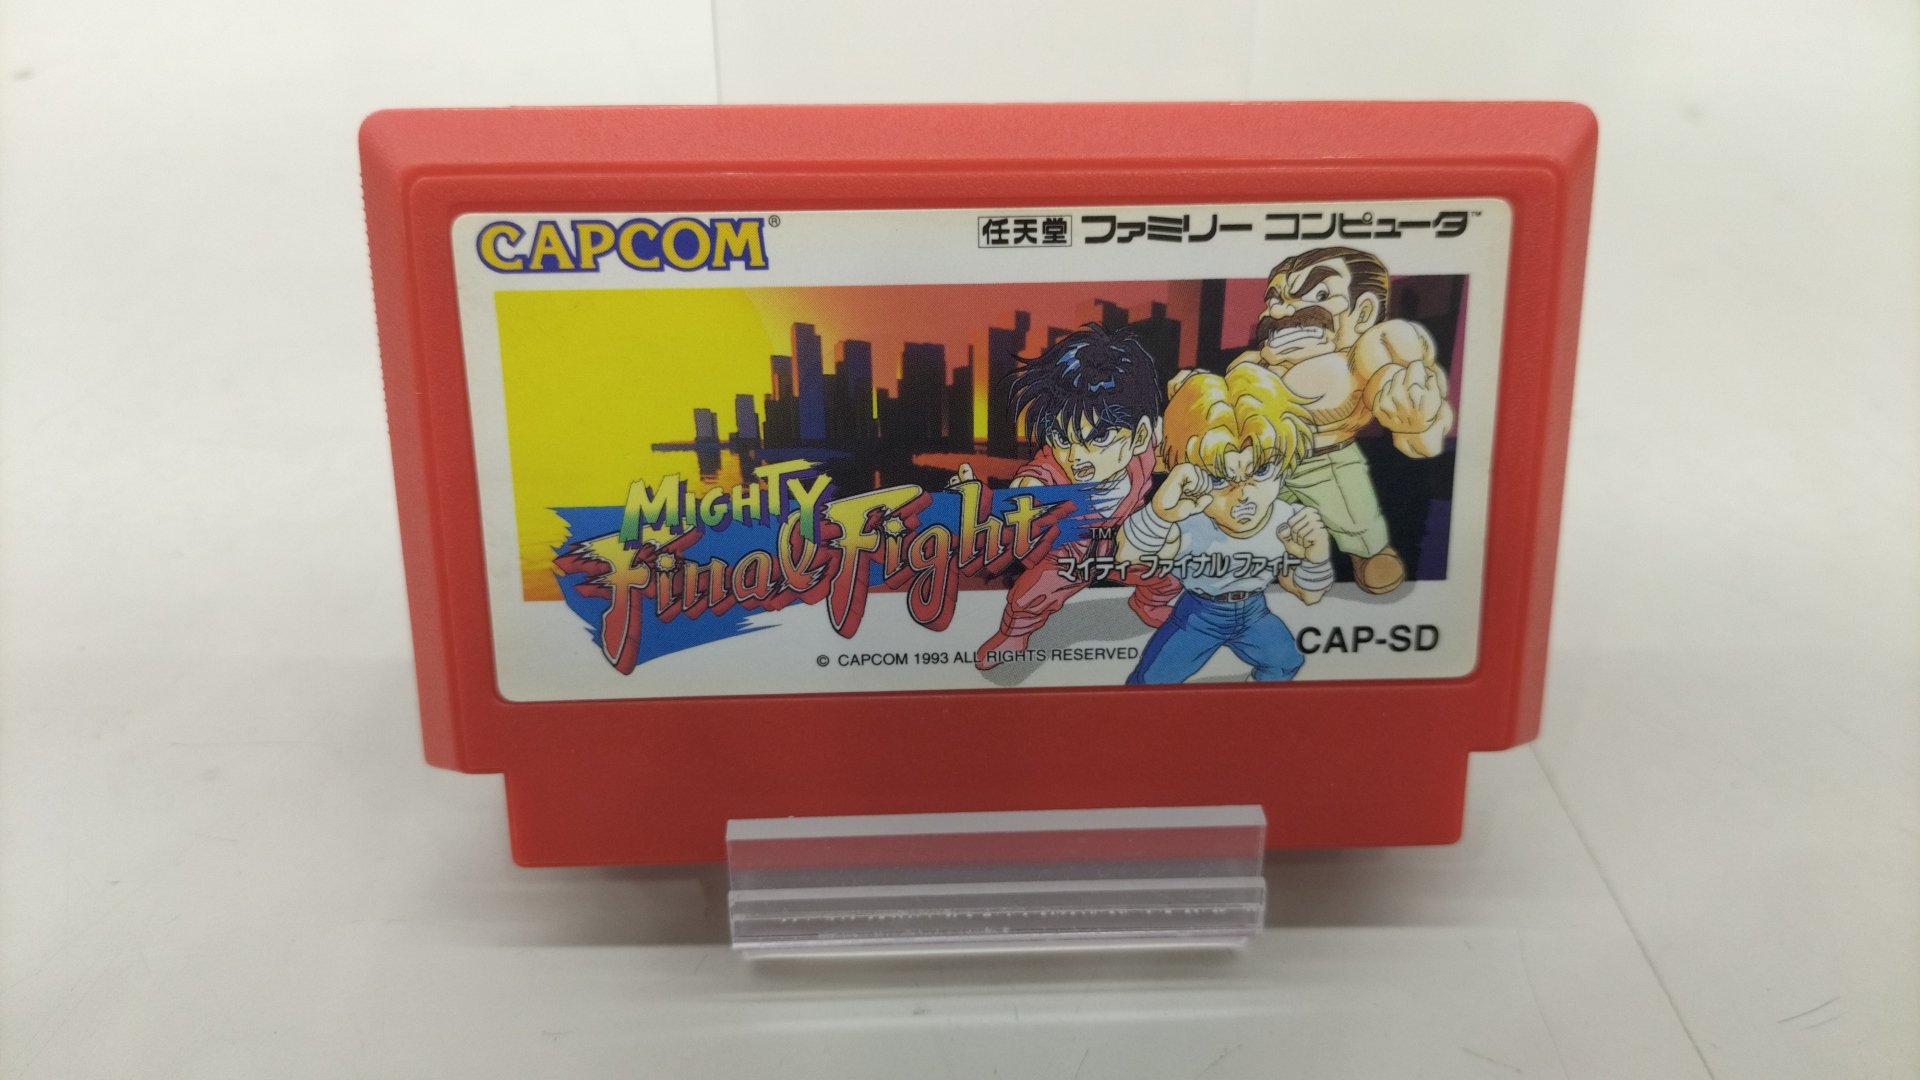 CAPCOM®
任天堂 ファミリーコンピュータ™
MIGHTY
Final Fight™
マイティ ファイナル ファイト
CAP-SD
© CAPCOM 1993 ALL RIGHTS RESERVED.